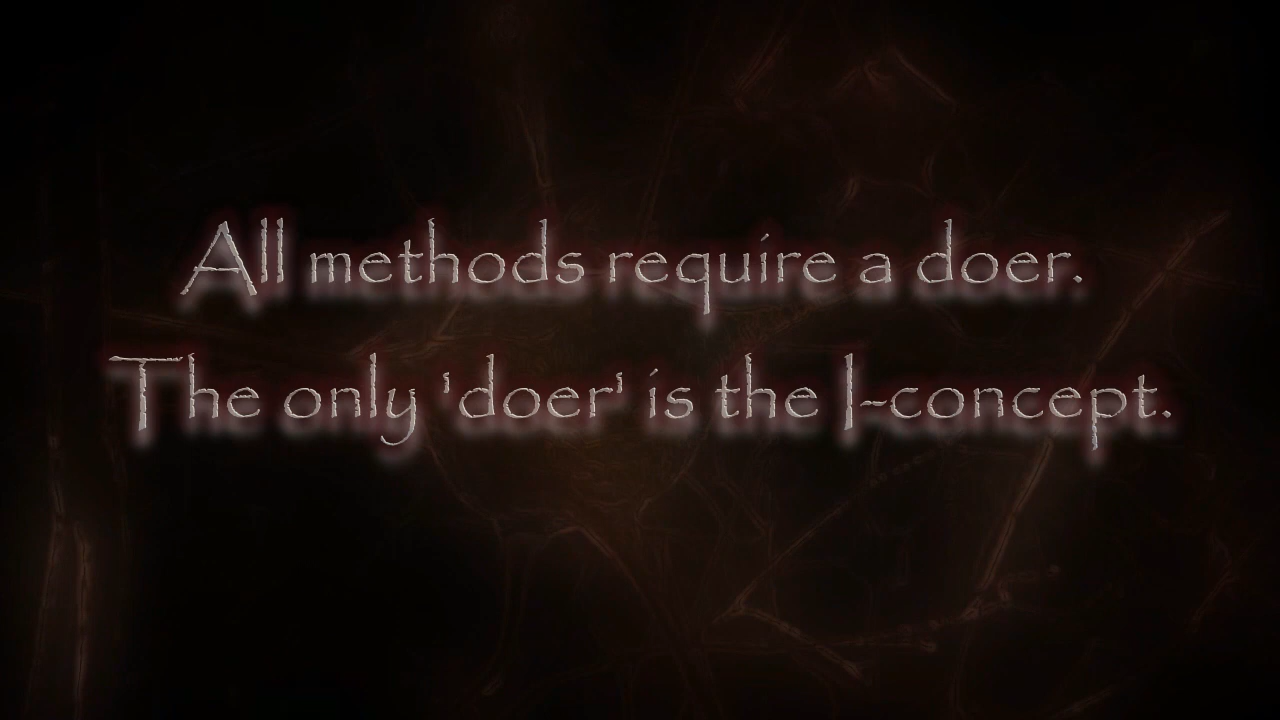 All methods require a doer.
The only 'doer' is the I-concept.